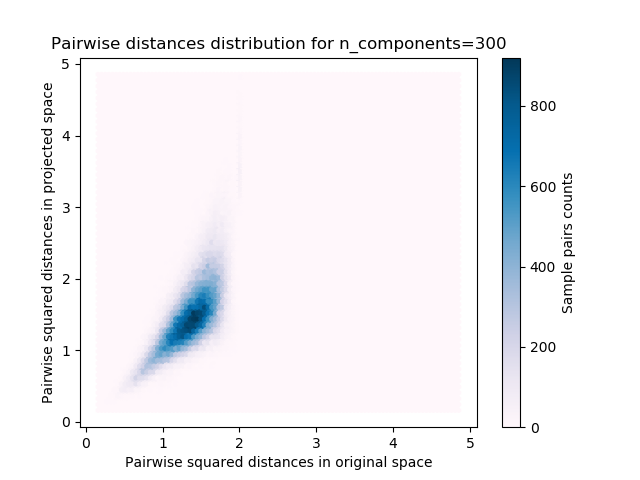 Pairwise distances distribution for n_components=300
Pairwise squared distances in projected space
5
4
3
2
1
0
0 1 2 3 4 5
Pairwise squared distances in original space
800
600
400
200
0
Sample pairs counts